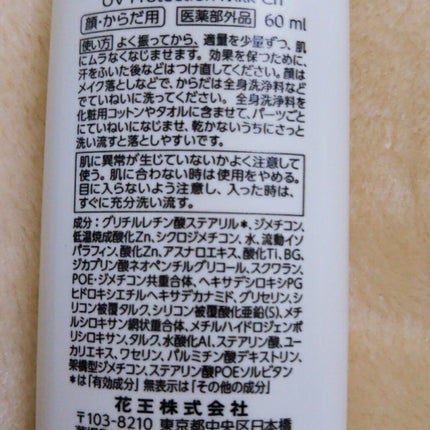 UV Protection Milk CIT
顔・からだ用 医薬部外品 60 ml
使い方 よく振ってから、適量を少量ずつ、肌
にムラなくなじませます。効果を保つために、
汗をふいた後などはつけ直してください。顔は
メイク落としなどで、からだは全身洗浄料など
でていねいに洗ってください。全身洗浄料を
化粧用コットンやタオルに含ませて、パーツご
とにていねいになじませ、乾かないうちにさっと
洗い流すと落としやすいです。
肌に異常が生じていないかよく注意して
使う。肌に合わない時は使用をやめる。
目に入らないよう注意し、入った時は、
すぐに充分洗い流す。
成分：グリチルレチン酸ステアリル*、ジメチコン、
低温焼成酸化Zn、シクロジメチコン、水、流動イソ
パラフィン、酸化Zn、アスナロエキス、酸化Ti、BG、
ジカプリン酸ネオペンチルグリコール、スクワラン、
POE・ジメチコン共重合体、ヘキサデシロキシPG
ヒドロキシエチルヘキサデカナミド、グリセリン、シ
リコン被覆タルク、シリコン被覆酸化亜鉛(S)、メチ
ルシロキサン網状重合体、メチルハイドロジェンポ
リシロキサン、タルク、水酸化Al、ステアリン酸、ユー
カリエキス、ワセリン、パルミチン酸デキストリン、
架橋型ジメチコン、ステアリン酸POEソルビタン
*は「有効成分」無表示は「その他の成分」
花王株式会社
〒103-8210 東京都中央区日本橋